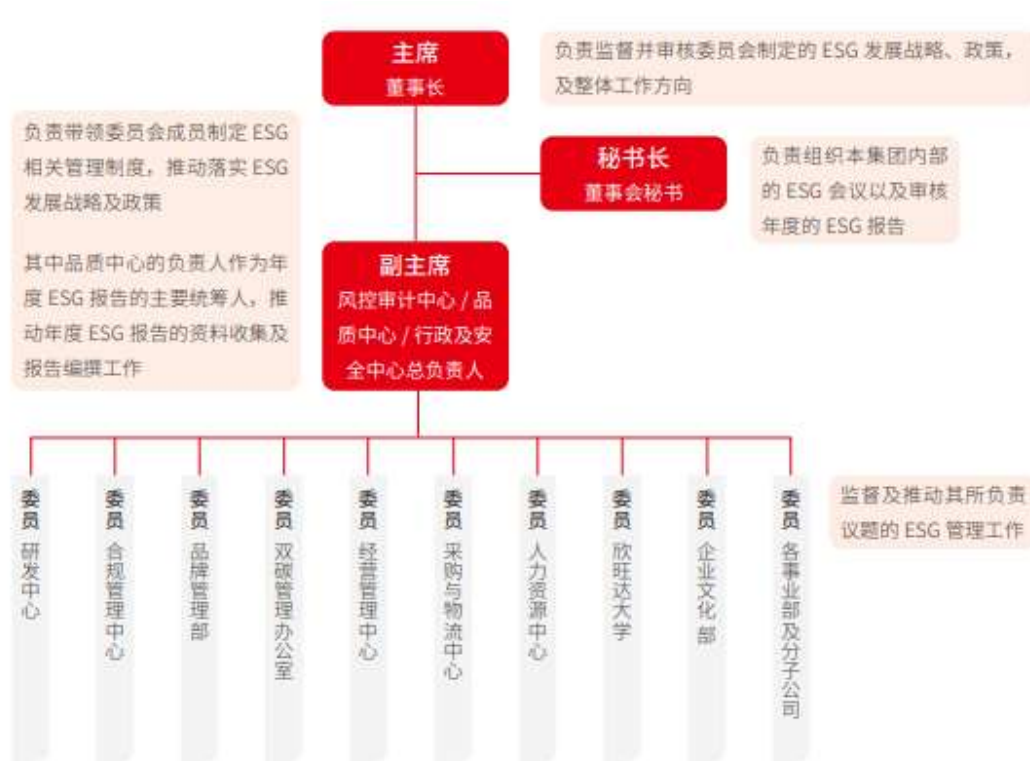 主席
董事长
负责监督并审核委员会制定的 ESG 发展战略、政策，
及整体工作方向
负责带领委员会成员制定 ESG
相关管理制度，推动落实 ESG
发展战略及政策
其中品质中心的负责人作为年
度 ESG 报告的主要统筹人，推
动年度 ESG 报告的资料收集及
报告编撰工作
秘书长
董事会秘书
负责组织本集团内部
的 ESG 会议以及审核
年度的 ESG 报告
副主席
风控审计中心 / 品
质中心 / 行政及安
全中心总负责人
委员 研发中心
委员 合规管理中心
委员 品牌管理部
委员 双碳管理办公室
委员 经营管理中心
委员 采购与物流中心
委员 人力资源中心
委员 欣旺达大学
委员 企业文化部
委员 各事业部及分子公司
监督及推动其所负责
议题的 ESG 管理工作